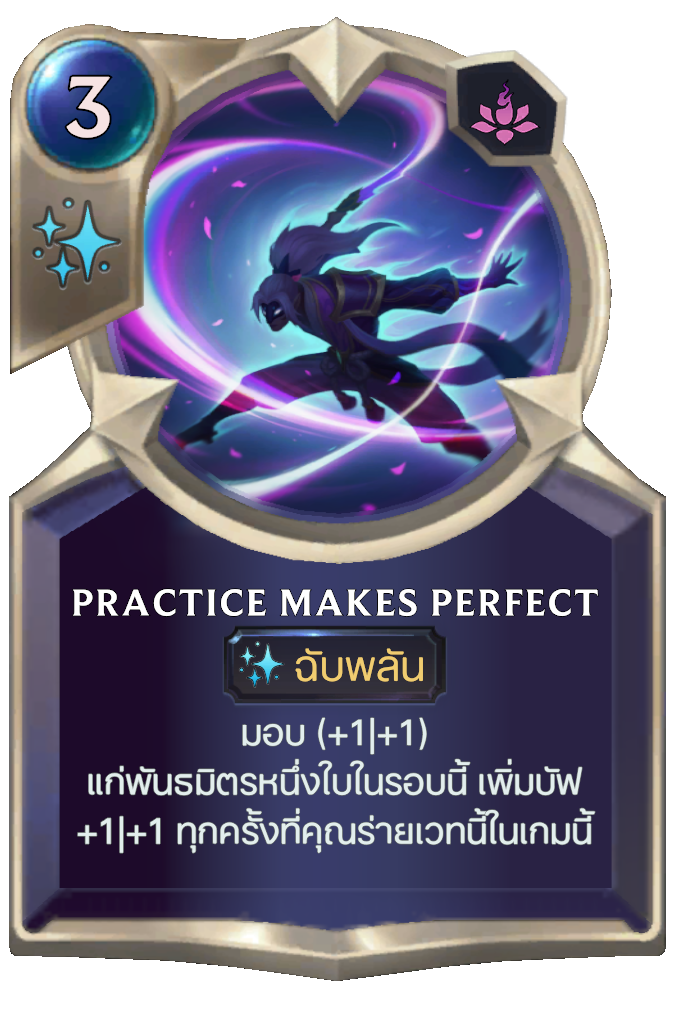 3
PRACTICE MAKES PERFECT
ฉับพลัน
มอบ (+1|+1)
แก่พันธมิตรหนึ่งใบในรอบนี้ เพิ่มบัฟ
+1|+1 ทุกครั้งที่คุณร่ายเวทนี้ในเกมนี้